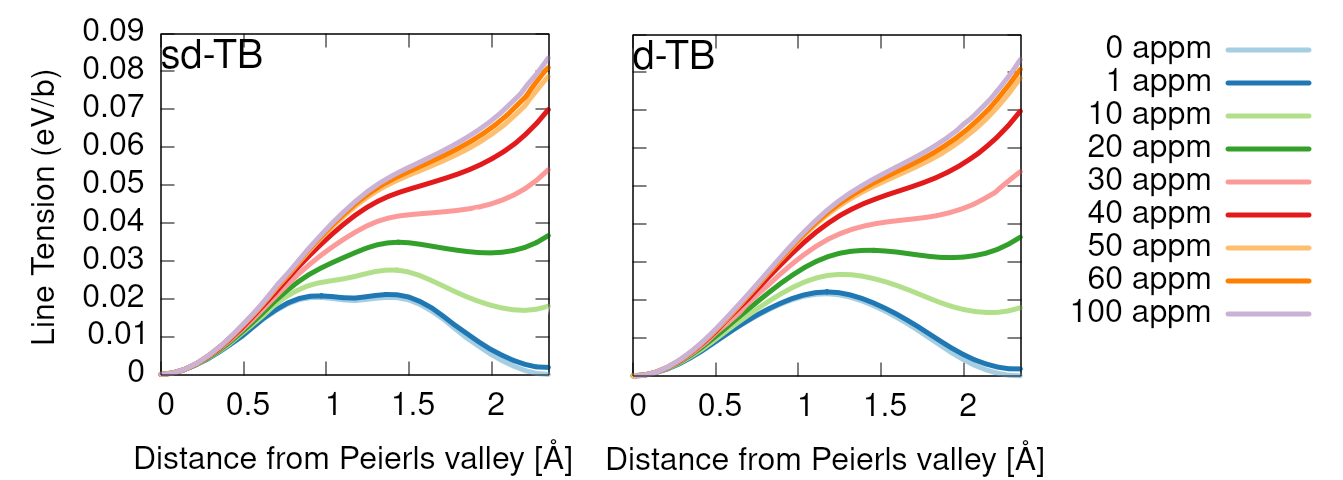 Line Tension (eV/b)
0.09
0.08
0.07
0.06
0.05
0.04
0.03
0.02
0.01
0
sd-TB
0 0.5 1 1.5 2
Distance from Peierls valley [Å]
d-TB
0 0.5 1 1.5 2
Distance from Peierls valley [Å]
0 appm
1 appm
10 appm
20 appm
30 appm
40 appm
50 appm
60 appm
100 appm